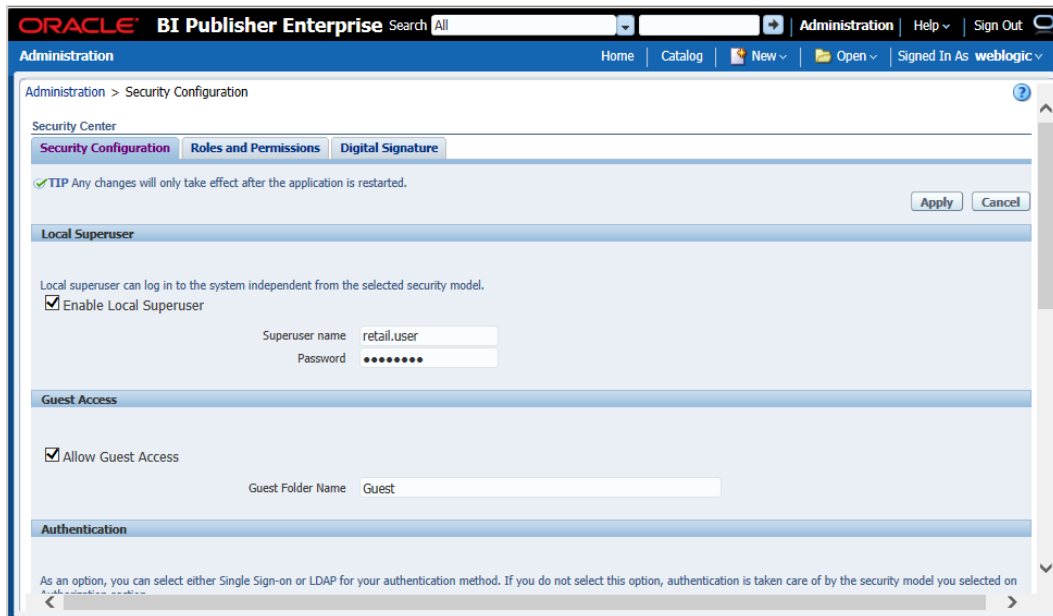 ORACLE BI Publisher Enterprise Search All Administration Help Sign Out
Administration Home Catalog New Open Signed In As weblogic
Administration > Security Configuration
Security Center
Security Configuration Roles and Permissions Digital Signature
TIP Any changes will only take effect after the application is restarted.
Apply Cancel
Local Superuser
Local superuser can log in to the system independent from the selected security model.
Enable Local Superuser
Superuser name retail.user
Password ••••••••
Guest Access
Allow Guest Access
Guest Folder Name Guest
Authentication
As an option, you can select either Single Sign-on or LDAP for your authentication method. If you do not select this option, authentication is taken care of by the security model you selected on